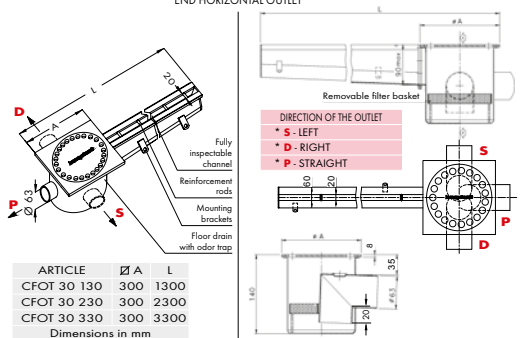 END HORIZONTAL OUTLET
L
20
D
A
P
Ø 63
S
Fully
inspectable
channel
Reinforcement
rods
Mounting
brackets
Floor drain
with odor trap
ARTICLE A L
CFOT 30 130 300 1300
CFOT 30 230 300 2300
CFOT 30 330 300 3300
Dimensions in mm
L
A
90max
Removable filter basket
DIRECTION OF THE OUTLET
* S - LEFT
* D - RIGHT
* P - STRAIGHT
60
20
S
P
D
A
8
35
140
Ø63
20